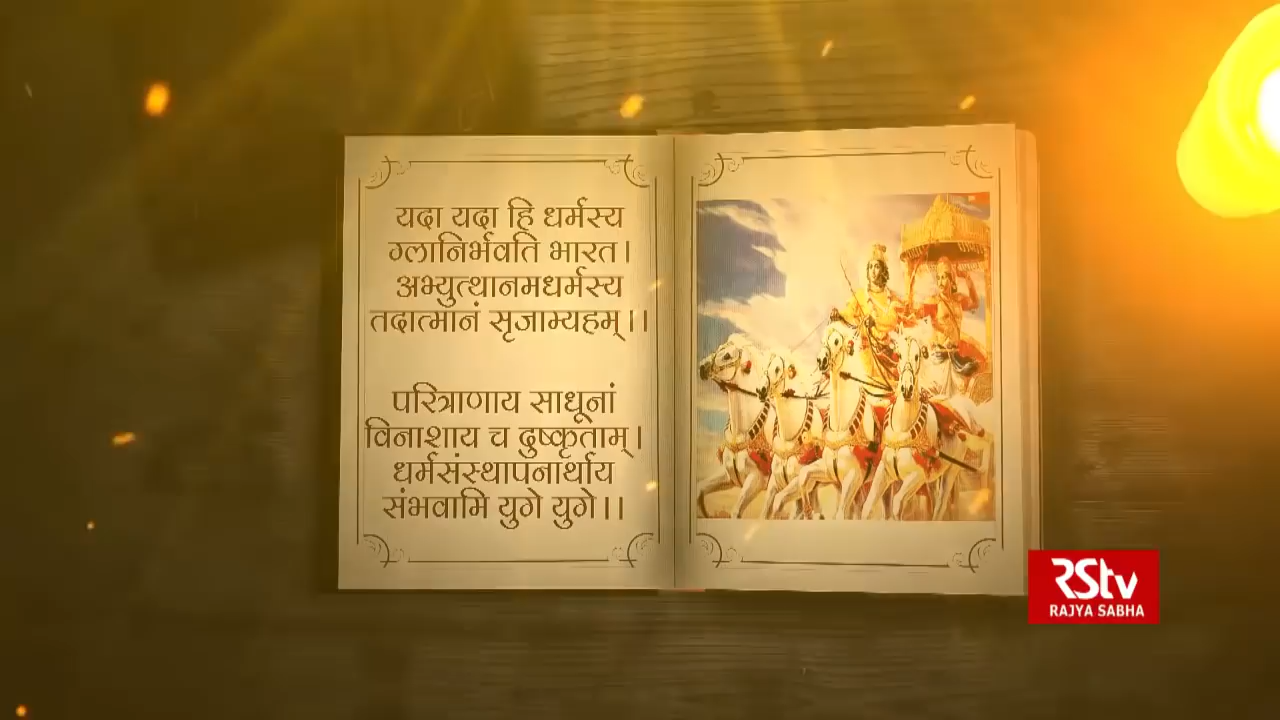 यदा यदा हि धर्मस्य
ग्लानिर्भवति भारत।
अभ्युत्थानमधर्मस्य
तदात्मानं सृजाम्यहम्।।
परित्राणाय साधूनां
विनाशाय च दुष्कृताम्।
धर्मसंस्थापनार्थाय
संभवामि युगे युगे।।
RStv
RAJYA SABHA